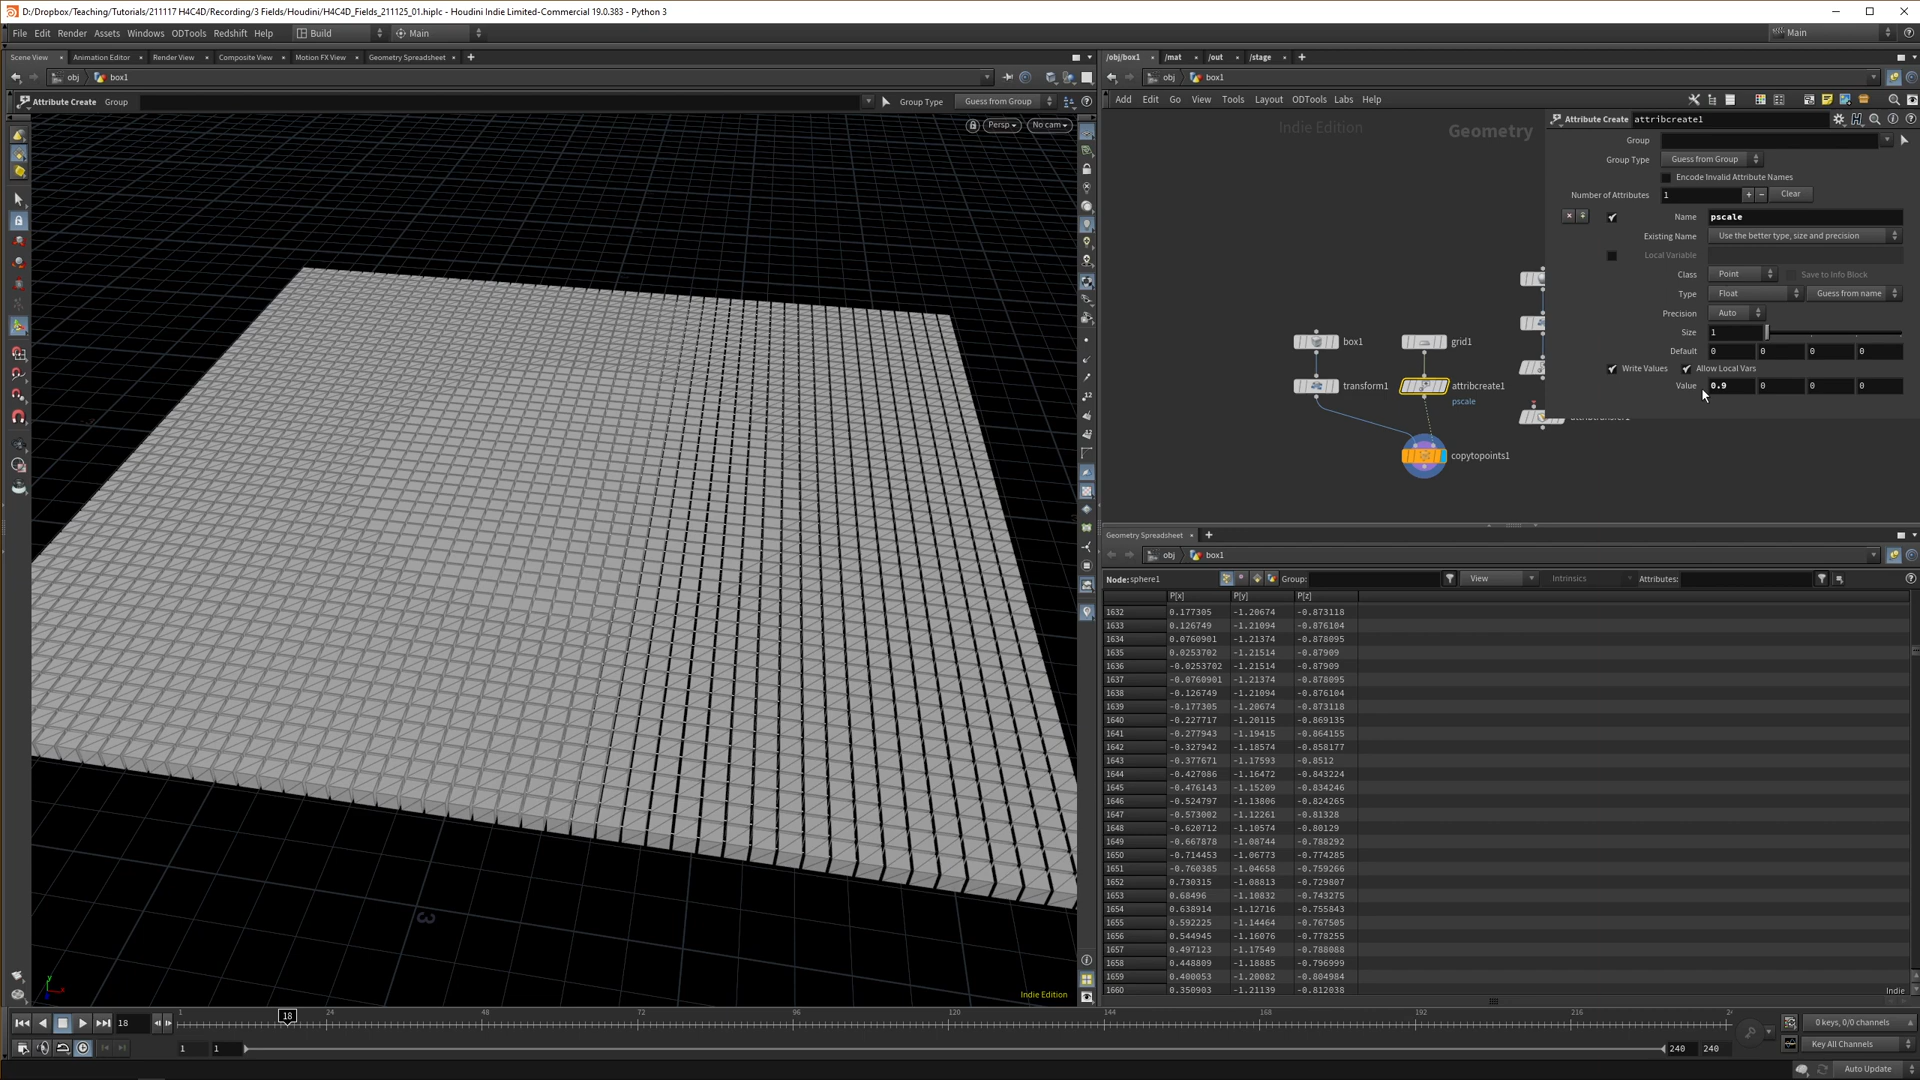 D:/Dropbox/Teaching/Tutorials/211117 H4C4D/Recording/3 Fields/Houdini/H4C4D_Fields_211125_01.hiplc - Houdini Indie Limited-Commercial 19.0.383 - Python 3
File Edit Render Assets Windows ODTools Redshift Help Build Main Main
Scene View Animation Editor Render View Composite View Motion FX View Geometry Spreadsheet
obj box1
Attribute Create Group Group Type Guess from Group
Persp No cam
3
Indie Edition
/obj/box1 /mat /out /stage
obj box1
Add Edit Go View Tools Layout ODTools Labs Help
Indie Edition Geometry
box1 grid1
transform1 attribcreate1
pscale
copytopoints1
Attribute Create attribcreate1
Group
Group Type Guess from Group
Encode Invalid Attribute Names
Number of Attributes 1 + − Clear
Name pscale
Existing Name Use the better type, size and precision
Local Variable
Class Point Save to Info Block
Type Float Guess from name
Precision Auto
Size 1
Default 0 0 0 0
Write Values Allow Local Vars
Value 0.9 0 0 0
Geometry Spreadsheet
obj box1
Node: sphere1 Group: View Intrinsics Attributes:
P[x] P[y] P[z]
1632 0.177305 -1.20674 -0.873118
1633 0.126749 -1.21094 -0.876104
1634 0.0760901 -1.21374 -0.878095
1635 0.0253702 -1.21514 -0.87909
1636 -0.0253702 -1.21514 -0.87909
1637 -0.0760901 -1.21374 -0.878095
1638 -0.126749 -1.21094 -0.876104
1639 -0.177305 -1.20674 -0.873118
1640 -0.227717 -1.20115 -0.869135
1641 -0.277943 -1.19415 -0.864155
1642 -0.327942 -1.18574 -0.858177
1643 -0.377671 -1.17593 -0.8512
1644 -0.427086 -1.16472 -0.843224
1645 -0.476143 -1.15209 -0.834246
1646 -0.524797 -1.13806 -0.824265
1647 -0.573002 -1.12261 -0.81328
1648 -0.620712 -1.10574 -0.80129
1649 -0.667878 -1.08744 -0.788292
1650 -0.714453 -1.06773 -0.774285
1651 -0.760385 -1.04658 -0.759266
1652 0.730315 -1.08813 -0.729807
1653 0.68496 -1.10832 -0.743275
1654 0.638914 -1.12716 -0.755843
1655 0.592225 -1.14464 -0.767505
1656 0.544945 -1.16076 -0.778255
1657 0.497123 -1.17549 -0.788088
1658 0.448809 -1.18885 -0.796999
1659 0.400053 -1.20082 -0.804984
1660 0.350903 -1.21139 -0.812038
Indie
18 1 18 24 48 72 96 120 144 168 192 216
0 keys, 0/0 channels
1 1 240 240 Key All Channels
Auto Update